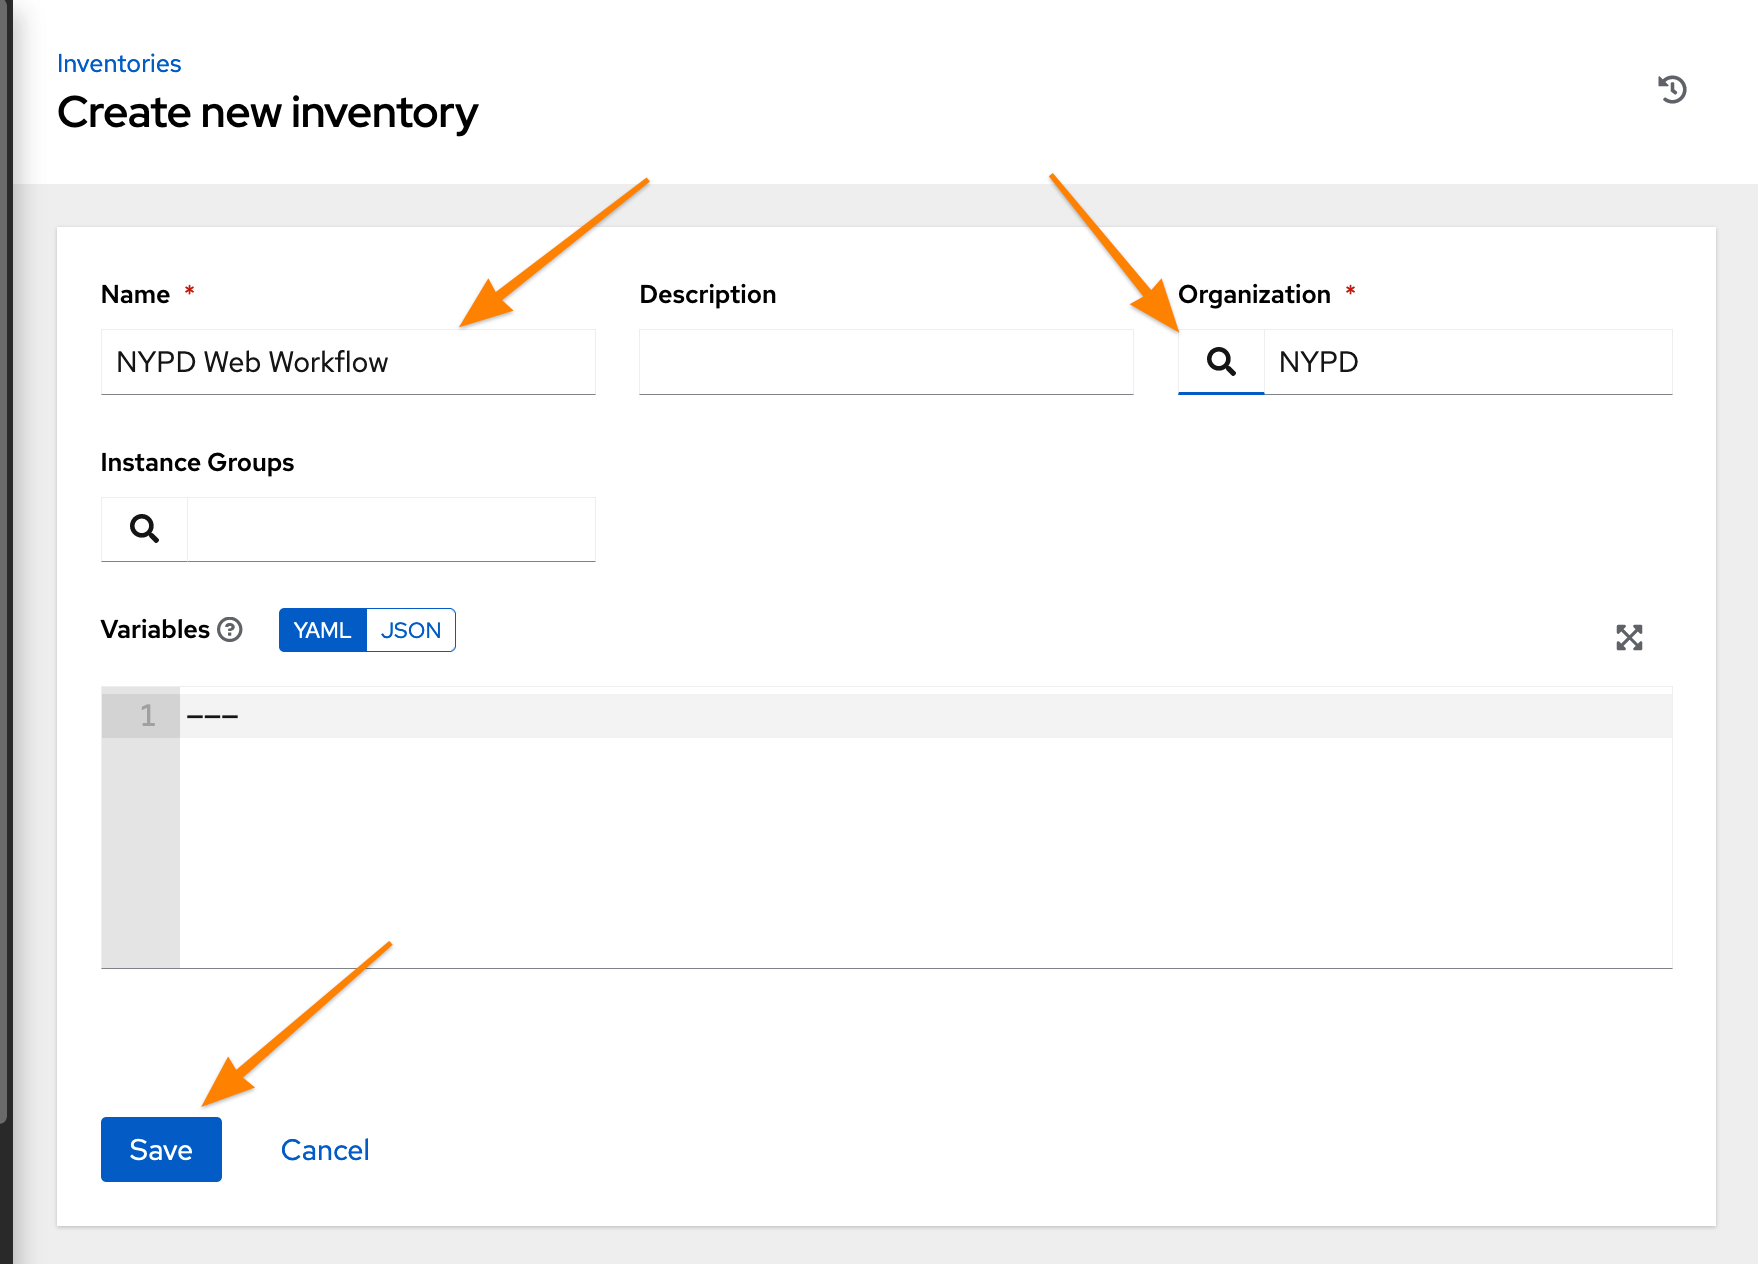 Inventories
Create new inventory
Name *
Description
Organization *
NYPD Web Workflow
NYPD
Instance Groups
Variables
YAML
JSON
1 ---
Save
Cancel